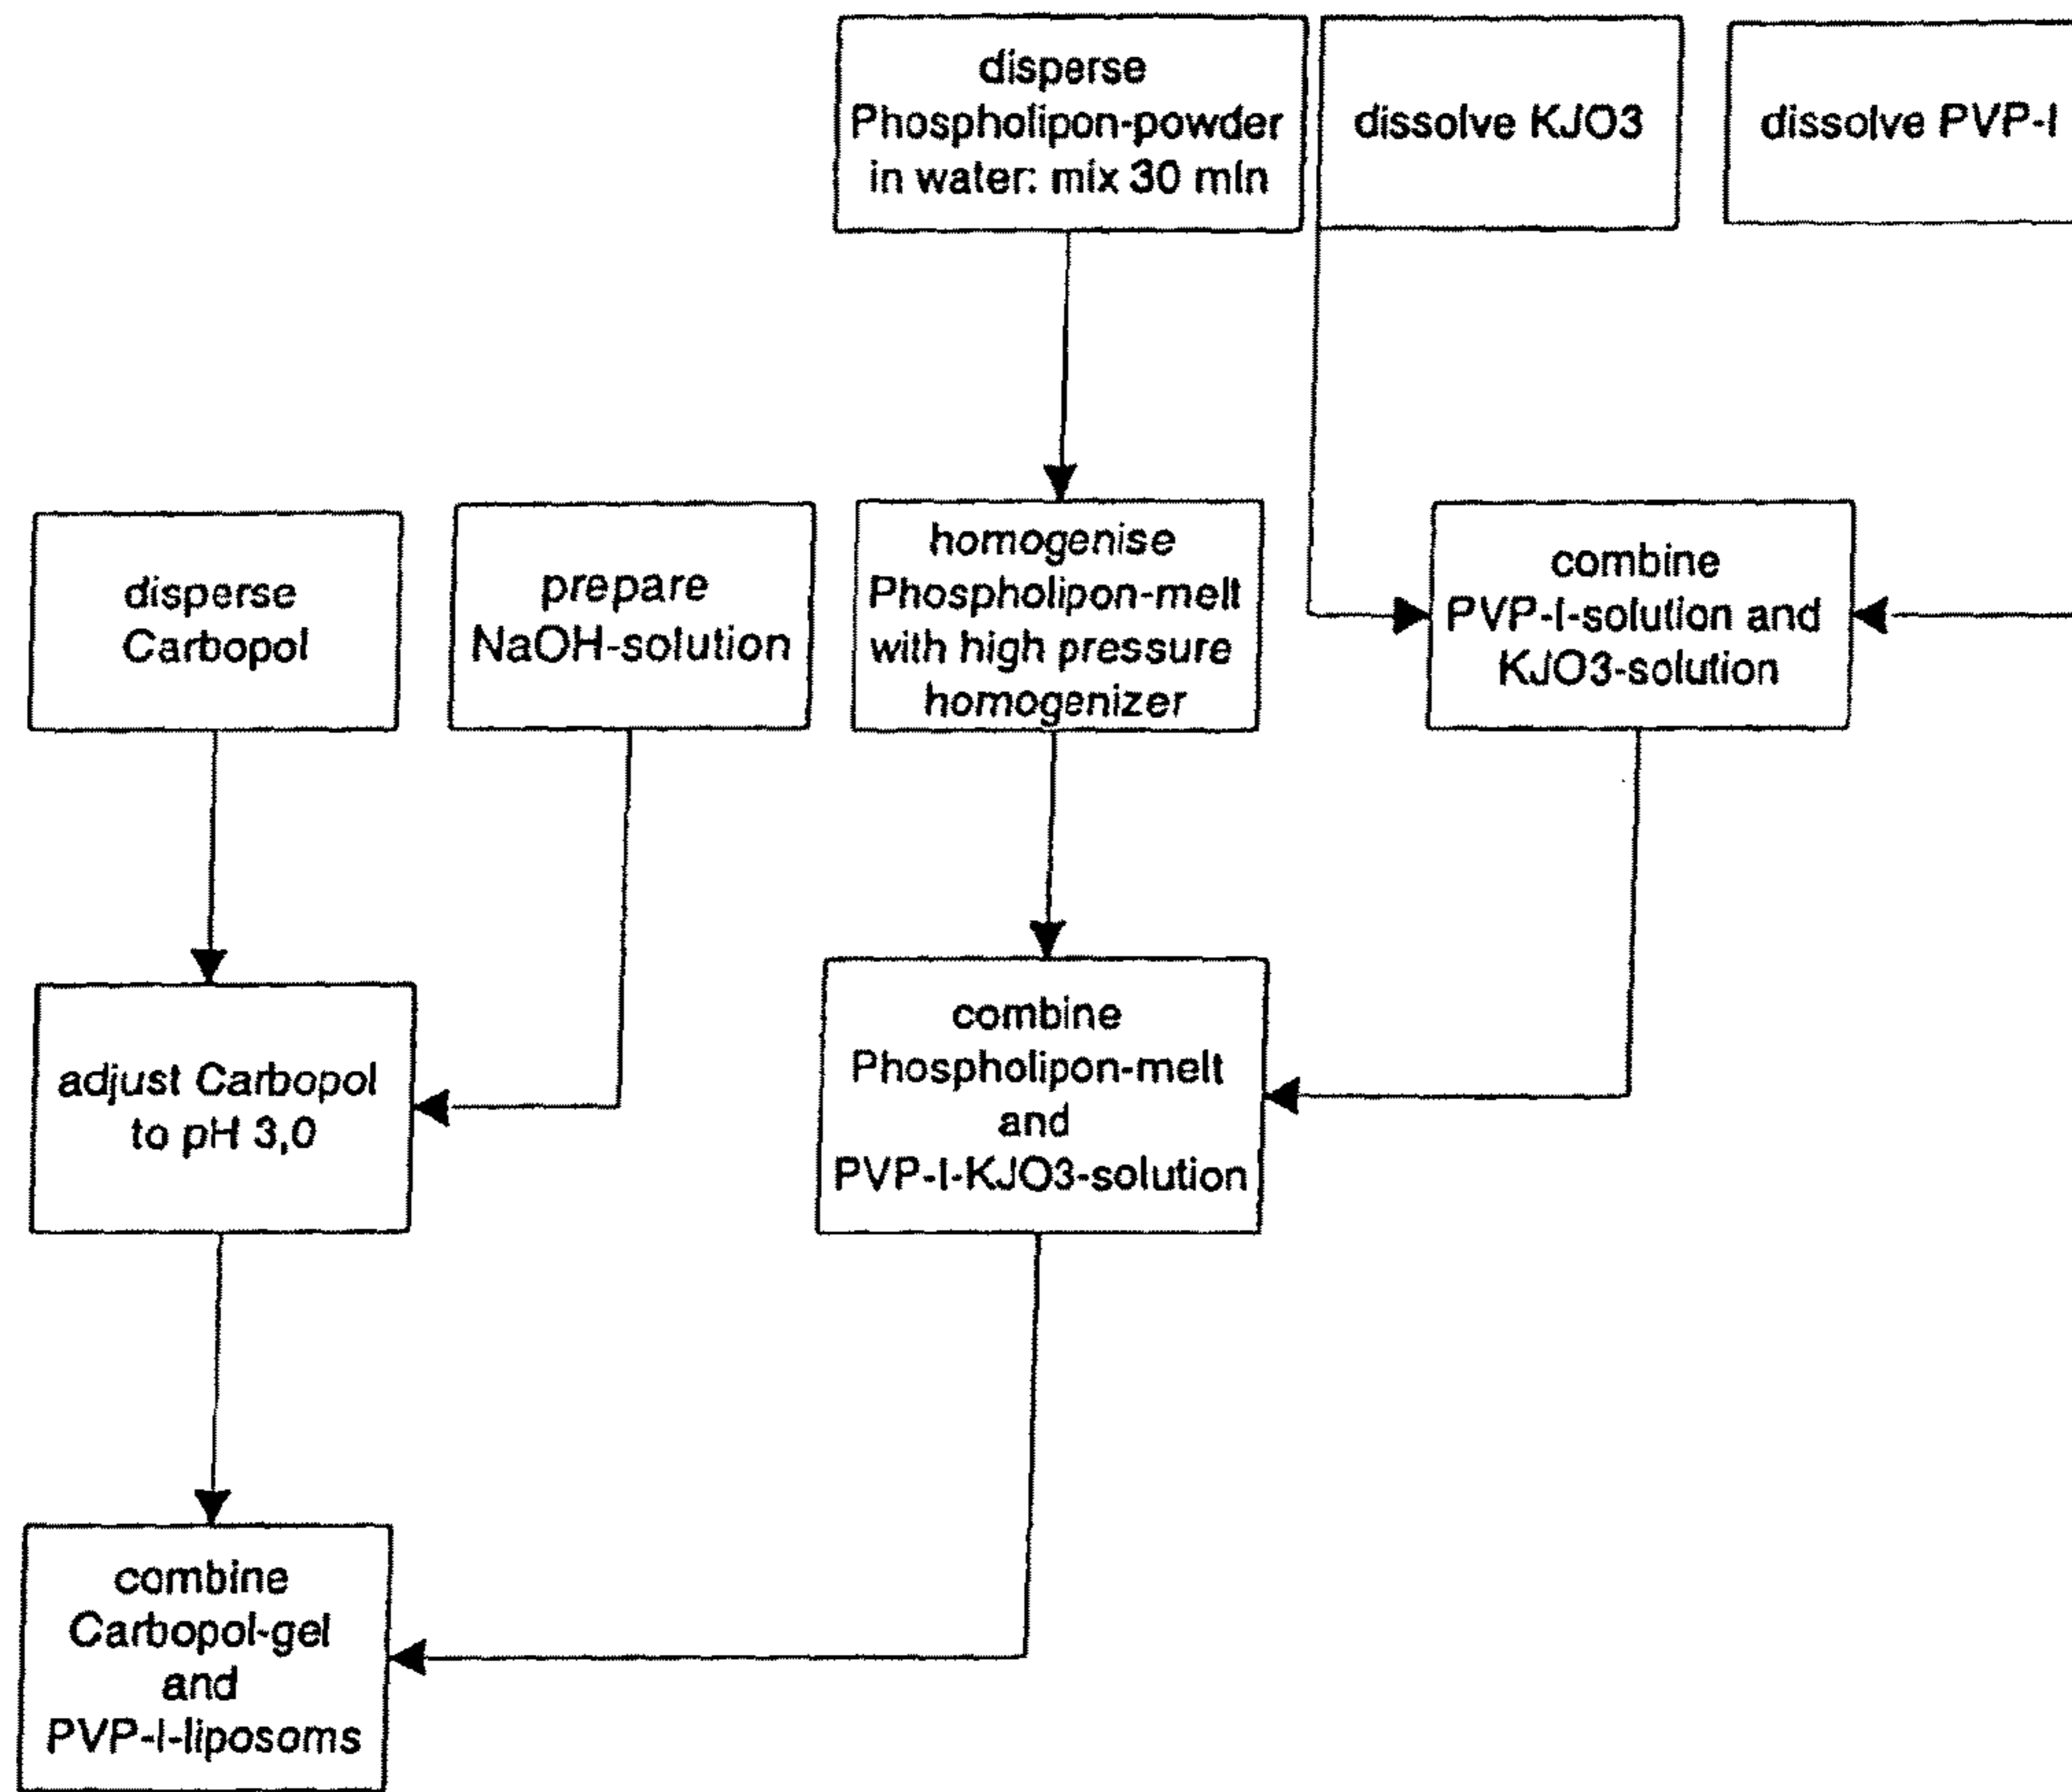 disperse
Phospholipon-powder
in water: mix 30 min
dissolve KJO3
dissolve PVP-I
disperse
Carbopol
prepare
NaOH-solution
homogenise
Phospholipon-melt
with high pressure
homogenizer
combine
PVP-I-solution and
KJO3-solution
adjust Carbopol
to pH 3,0
combine
Phospholipon-melt
and
PVP-I-KJO3-solution
combine
Carbopol-gel
and
PVP-I-liposoms